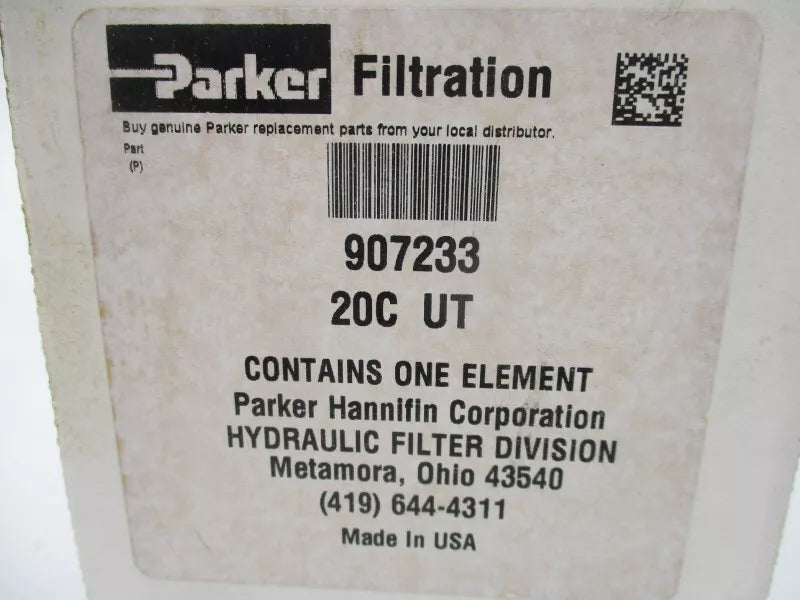 Parker Filtration
Buy genuine Parker replacement parts from your local distributor.
Part
(P)
907233
20C UT
CONTAINS ONE ELEMENT
Parker Hannifin Corporation
HYDRAULIC FILTER DIVISION
Metamora, Ohio 43540
(419) 644-4311
Made In USA